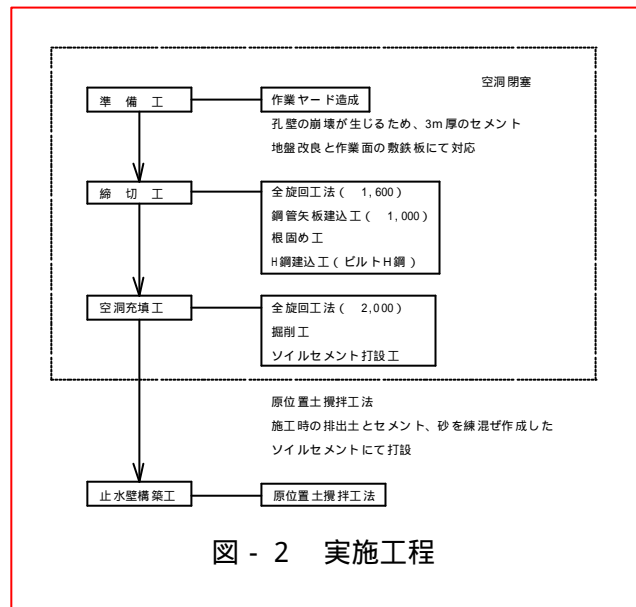 空洞閉塞
準備工
作業ヤード造成
孔壁の崩壊が生じるため、3m厚のセメント
地盤改良と作業面の敷鉄板にて対応
締切工
全旋回工法( 1,600)
鋼管矢板建込工( 1,000)
根固め工
H鋼建込工(ビルトH鋼)
空洞充填工
全旋回工法( 2,000)
掘削工
ソイルセメント打設工
原位置土攪拌工法
施工時の排出土とセメント、砂を練混ぜ作成した
ソイルセメントにて打設
止水壁構築工
原位置土攪拌工法
図-2 実施工程